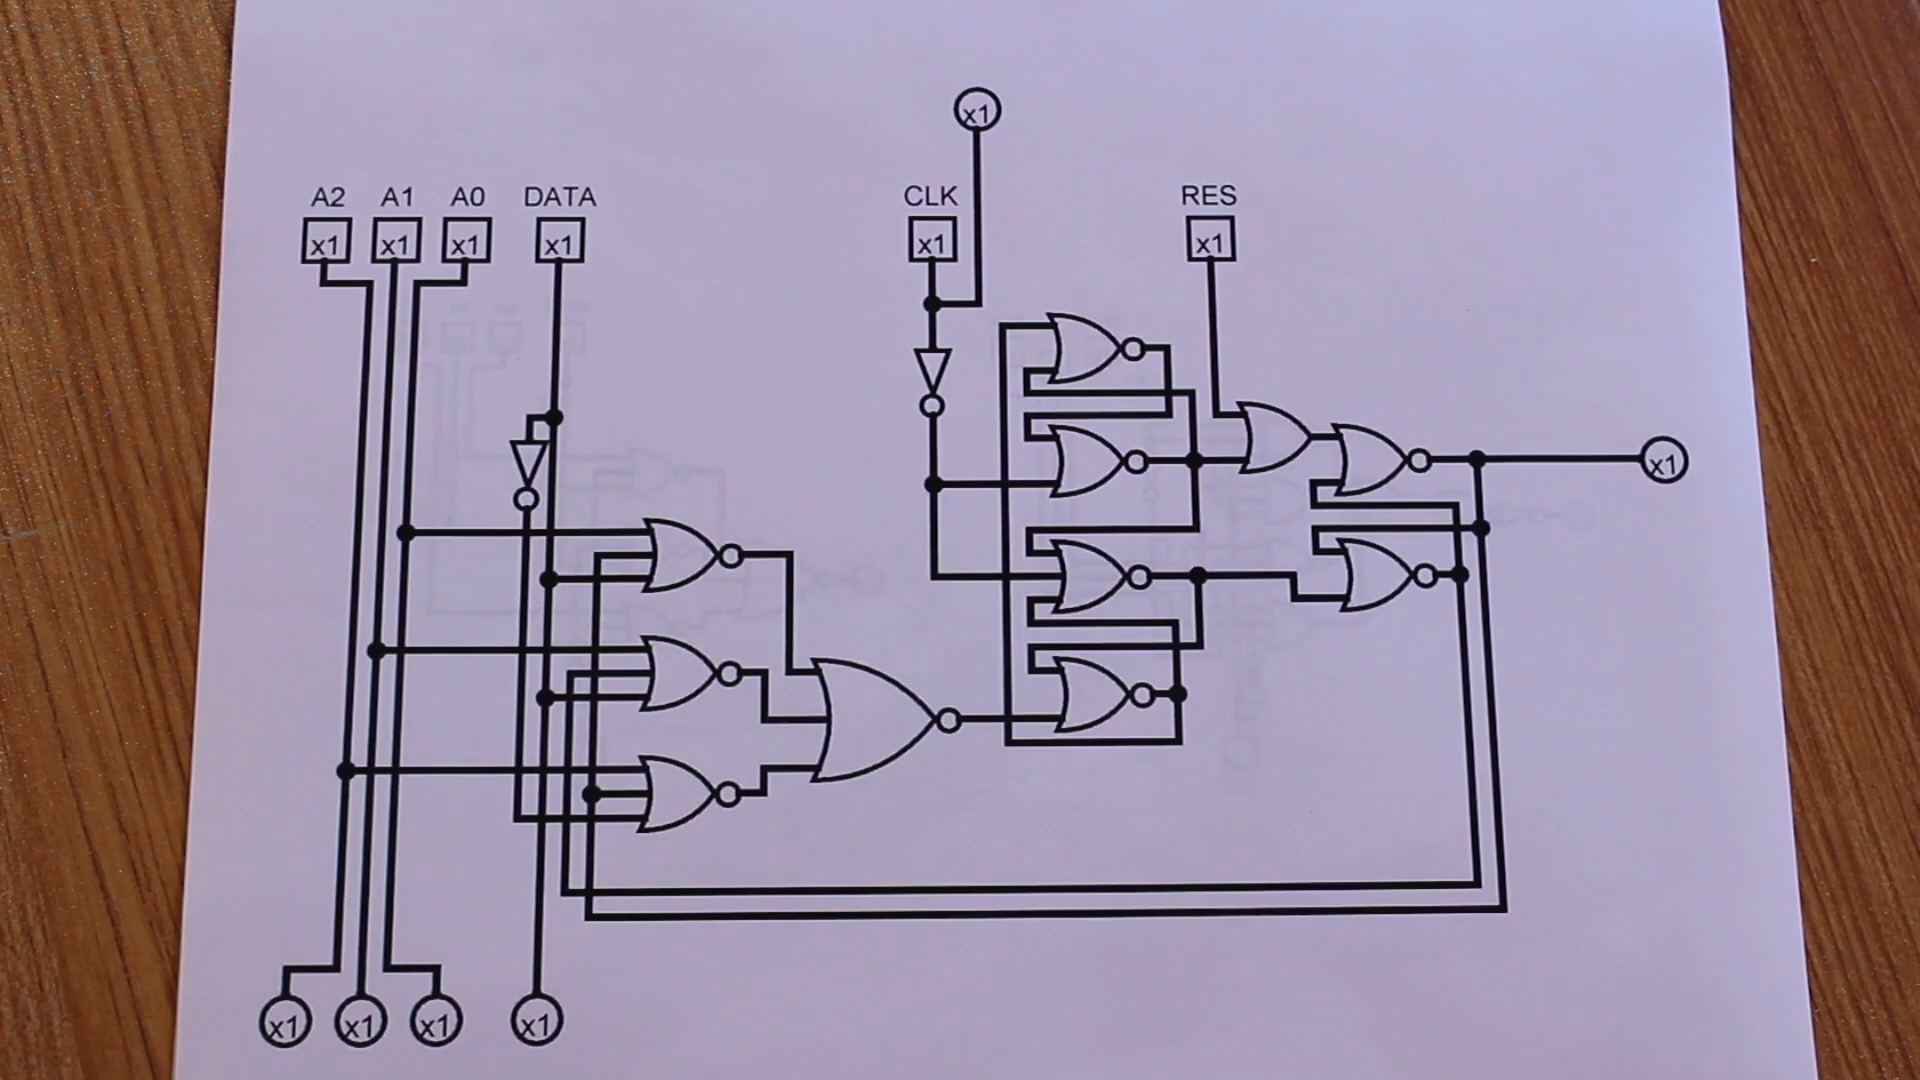 x1
A2 A1 A0 DATA CLK RES
x1 x1 x1 x1 x1 x1
x1
x1 x1 x1 x1